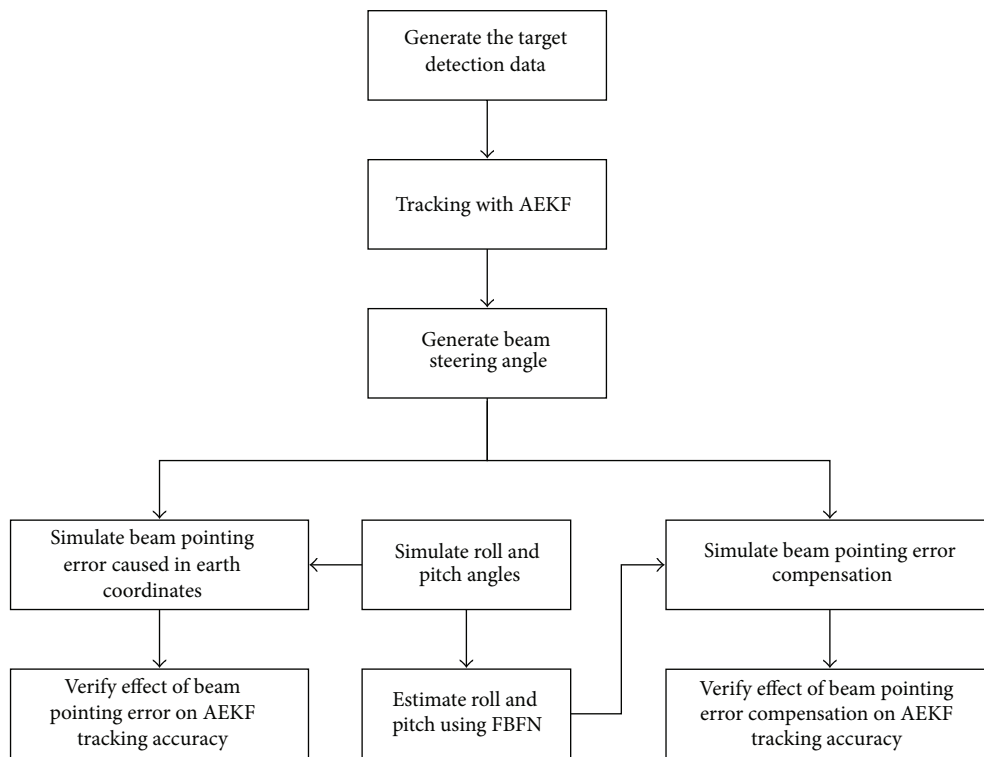 Generate the target
detection data
Tracking with AEKF
Generate beam
steering angle
Simulate beam pointing
error caused in earth
coordinates
Simulate roll and
pitch angles
Simulate beam pointing error
compensation
Verify effect of beam
pointing error on AEKF
tracking accuracy
Estimate roll and
pitch using FBFN
Verify effect of beam pointing
error compensation on AEKF
tracking accuracy